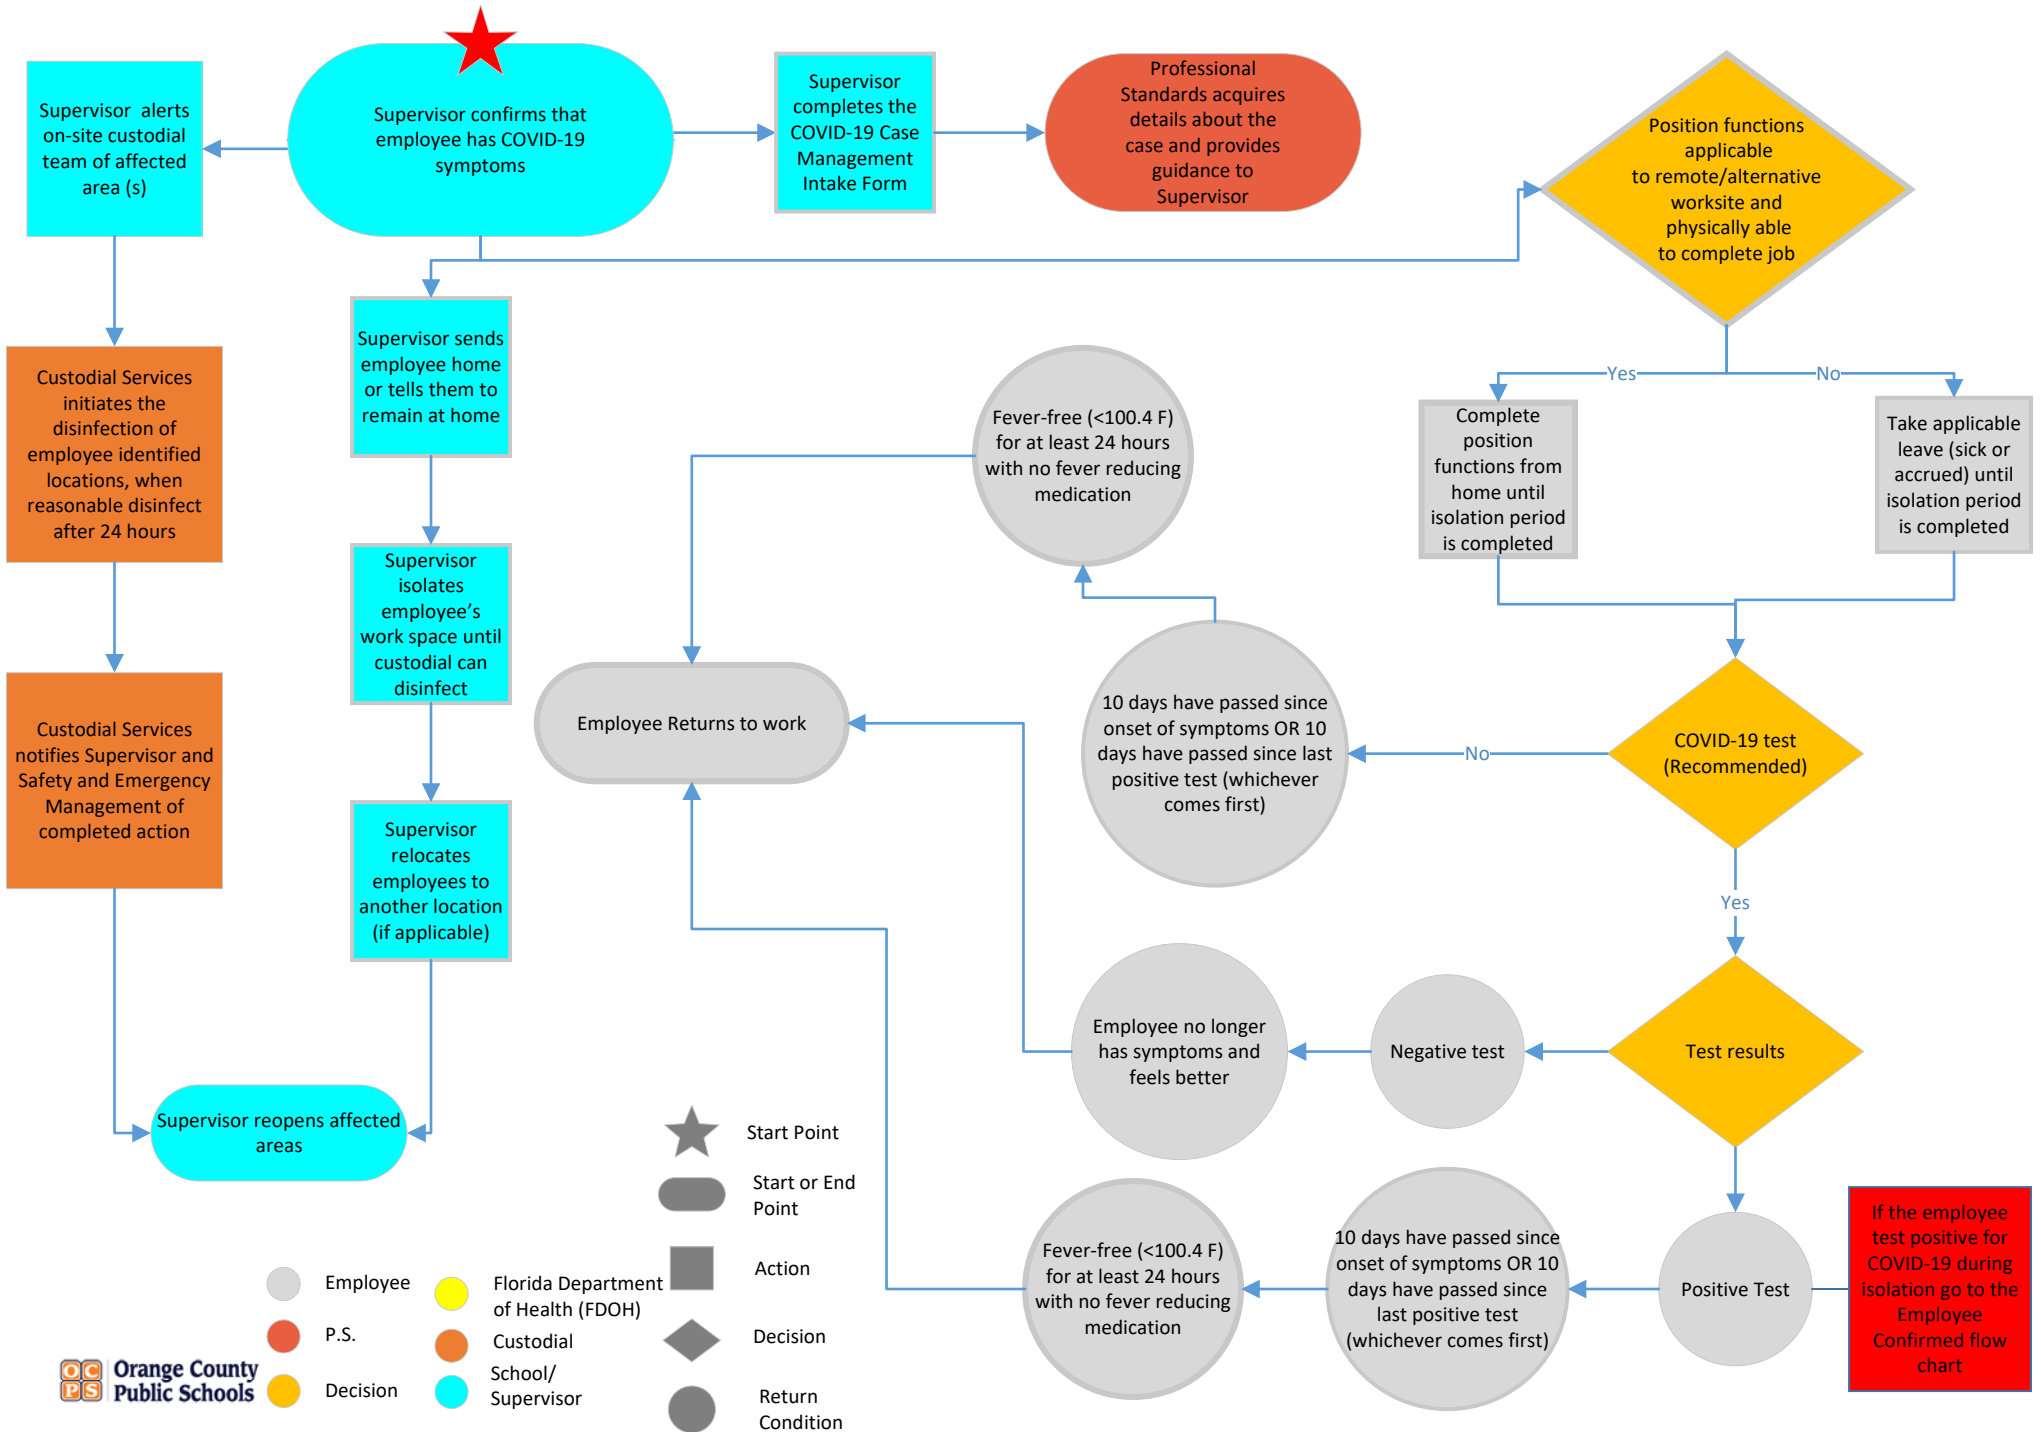 Supervisor alerts
on-site custodial
team of affected
area (s)
Supervisor confirms that
employee has COVID-19
symptoms
Supervisor
completes the
COVID-19 Case
Management
Intake Form
Professional
Standards acquires
details about the
case and provides
guidance to
Supervisor
Position functions
applicable
to remote/alternative
worksite and
physically able
to complete job
Custodial Services
initiates the
disinfection of
employee identified
locations, when
reasonable disinfect
after 24 hours
Supervisor sends
employee home
or tells them to
remain at home
Fever-free (<100.4 F)
for at least 24 hours
with no fever reducing
medication
Yes
No
Complete
position
functions from
home until
isolation period
is completed
Take applicable
leave (sick or
accrued) until
isolation period
is completed
Supervisor
isolates
employee’s
work space until
custodial can
disinfect
Custodial Services
notifies Supervisor and
Safety and Emergency
Management of
completed action
Employee Returns to work
10 days have passed since
onset of symptoms OR 10
days have passed since last
positive test (whichever
comes first)
No
COVID-19 test
(Recommended)
Supervisor
relocates
employees to
another location
(if applicable)
Yes
Employee no longer
has symptoms and
feels better
Negative test
Test results
Supervisor reopens affected
areas
Start Point
Start or End
Point
Action
Decision
Return
Condition
Fever-free (<100.4 F)
for at least 24 hours
with no fever reducing
medication
10 days have passed since
onset of symptoms OR 10
days have passed since
last positive test
(whichever comes first)
Positive Test
If the employee
test positive for
COVID-19 during
isolation go to the
Employee
Confirmed flow
chart
Employee
P.S.
Decision
Florida Department
of Health (FDOH)
Custodial
School/
Supervisor
OC
PS
Orange County
Public Schools